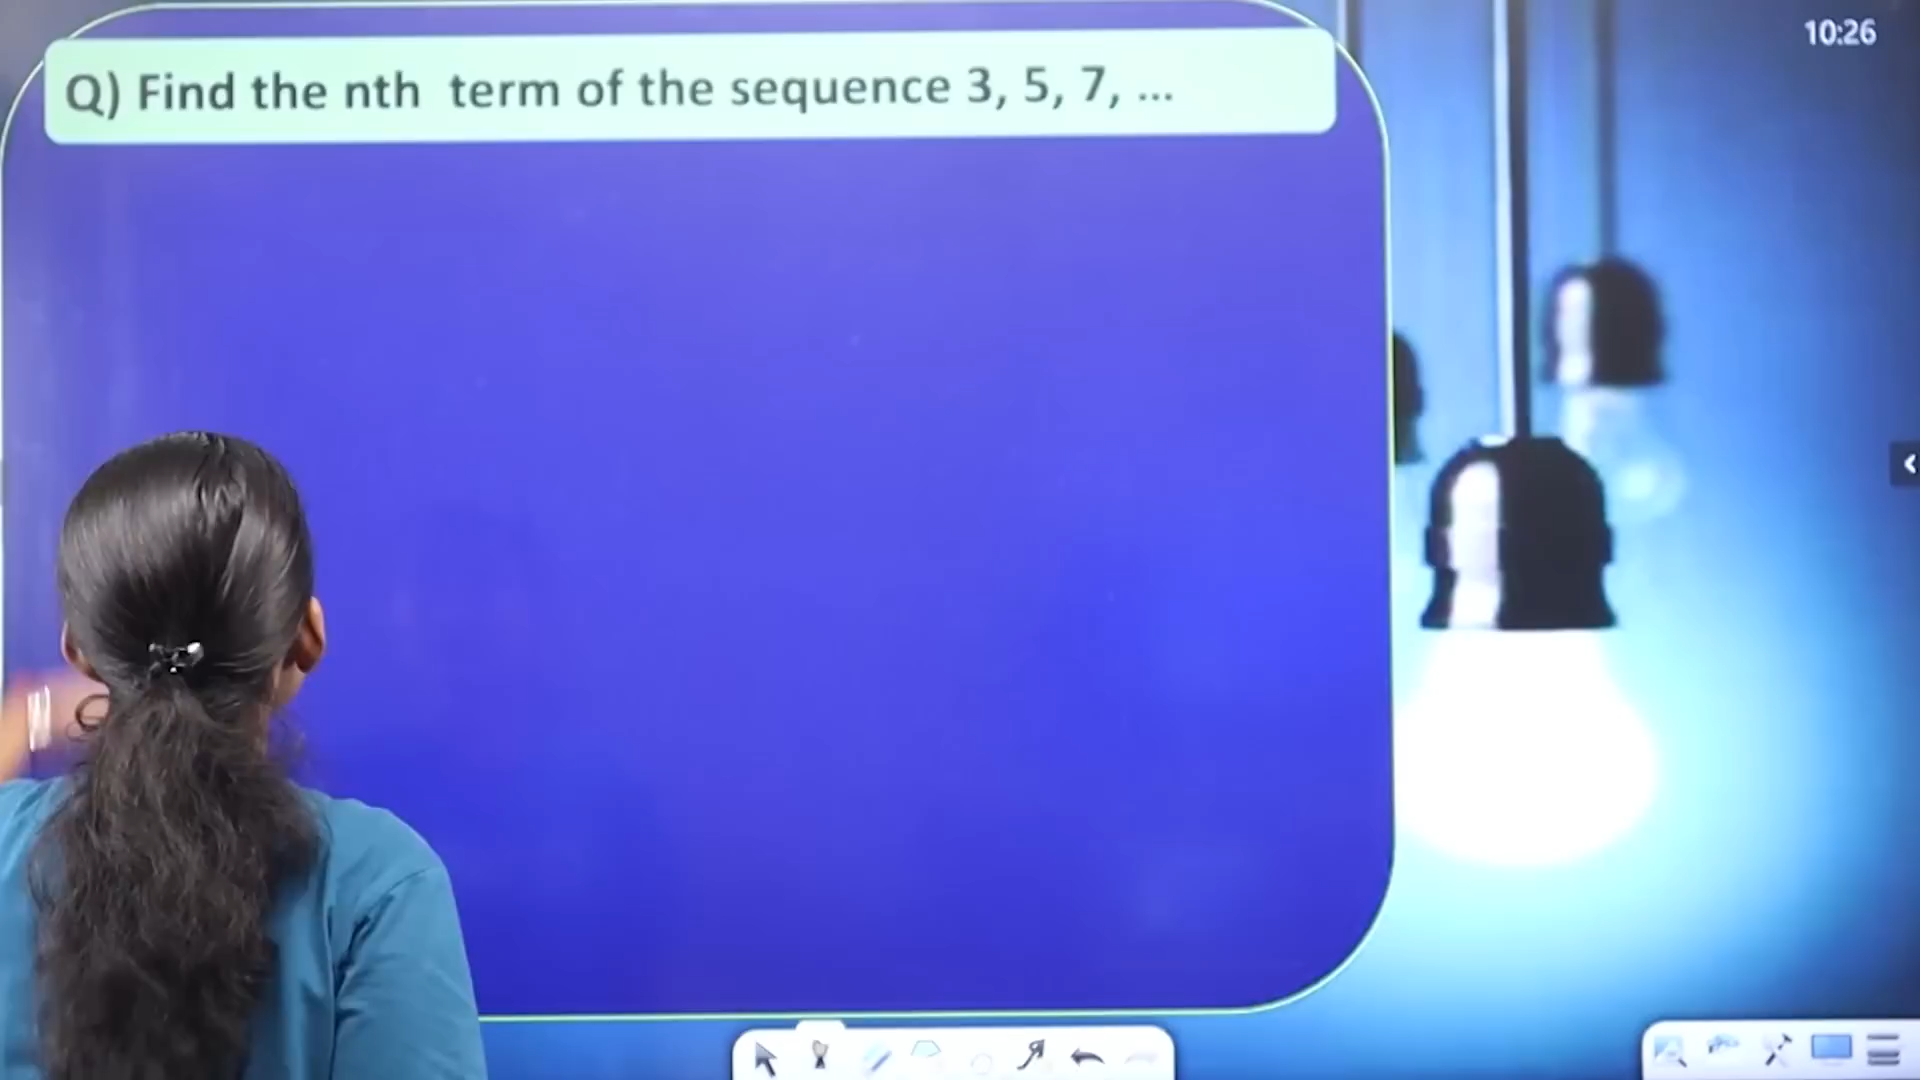 10:26
Q) Find the nth term of the sequence 3, 5, 7, ...